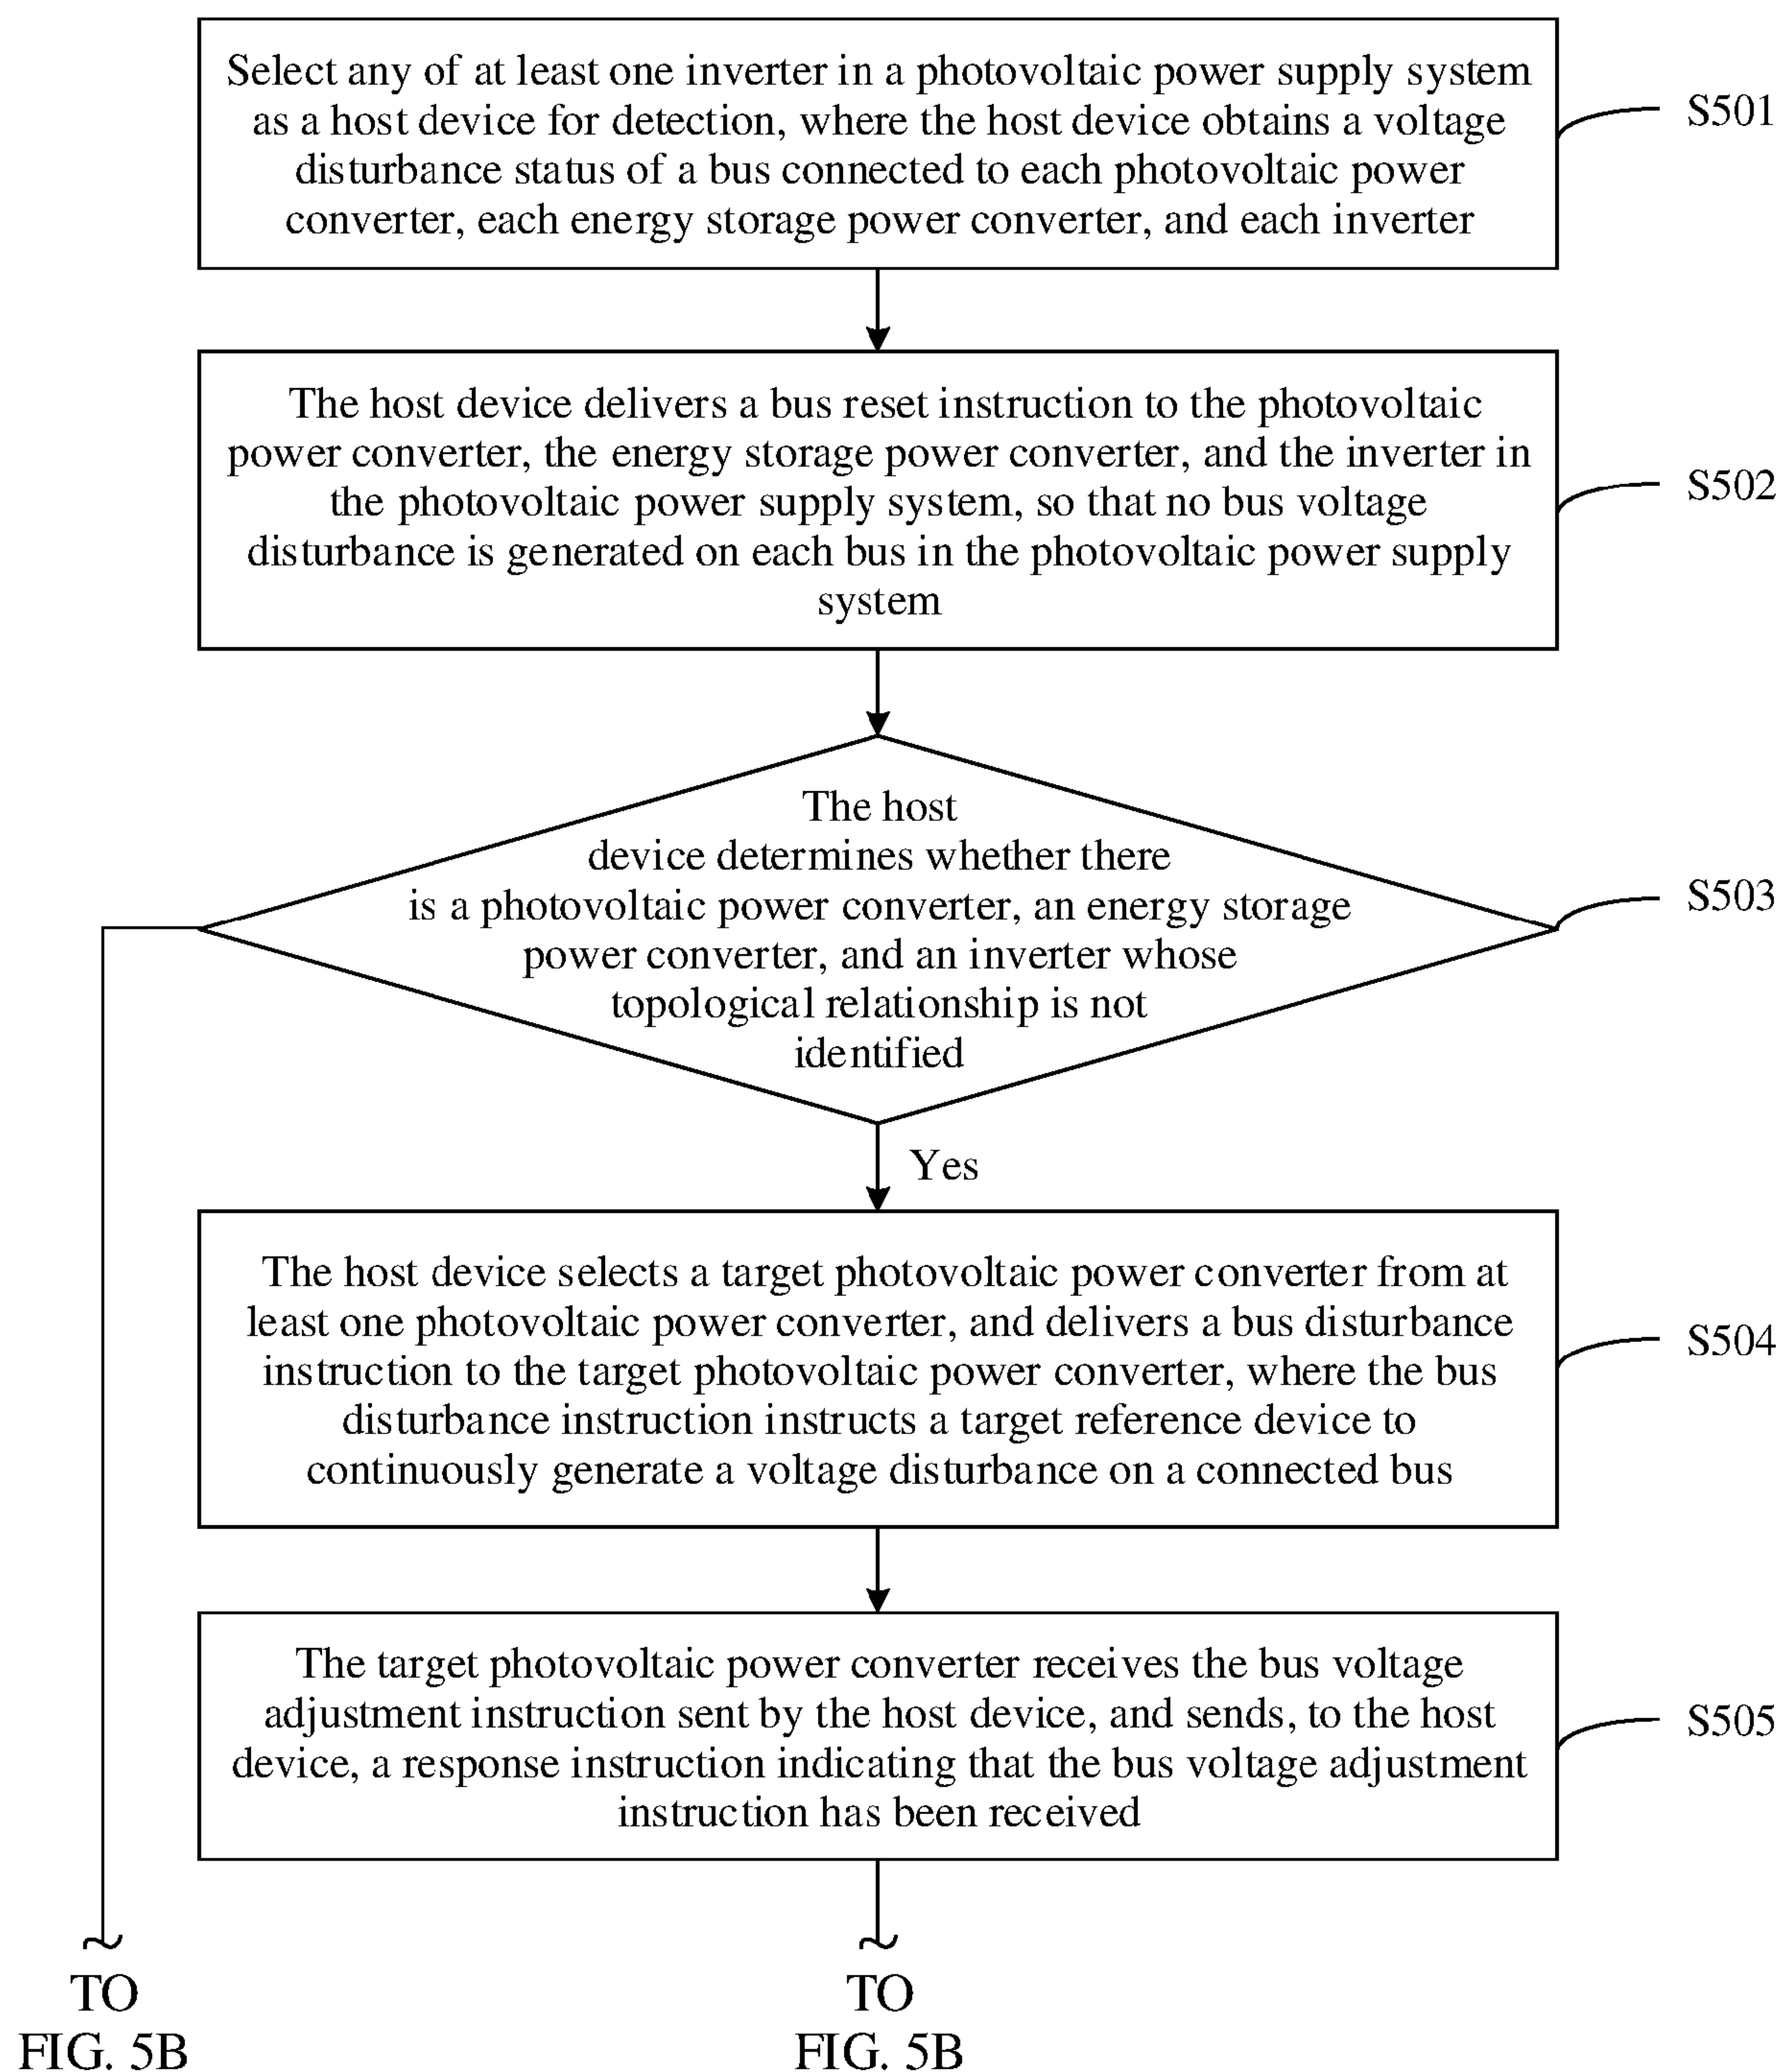 Select any of at least one inverter in a photovoltaic power supply system
as a host device for detection, where the host device obtains a voltage
disturbance status of a bus connected to each photovoltaic power
converter, each energy storage power converter, and each inverter
S501
The host device delivers a bus reset instruction to the photovoltaic
power converter, the energy storage power converter, and the inverter in
the photovoltaic power supply system, so that no bus voltage
disturbance is generated on each bus in the photovoltaic power supply
system
S502
The host
device determines whether there
is a photovoltaic power converter, an energy storage
power converter, and an inverter whose
topological relationship is not
identified
S503
Yes
The host device selects a target photovoltaic power converter from at
least one photovoltaic power converter, and delivers a bus disturbance
instruction to the target photovoltaic power converter, where the bus
disturbance instruction instructs a target reference device to
continuously generate a voltage disturbance on a connected bus
S504
The target photovoltaic power converter receives the bus voltage
adjustment instruction sent by the host device, and sends, to the host
device, a response instruction indicating that the bus voltage adjustment
instruction has been received
S505
TO
FIG. 5B
TO
FIG. 5B